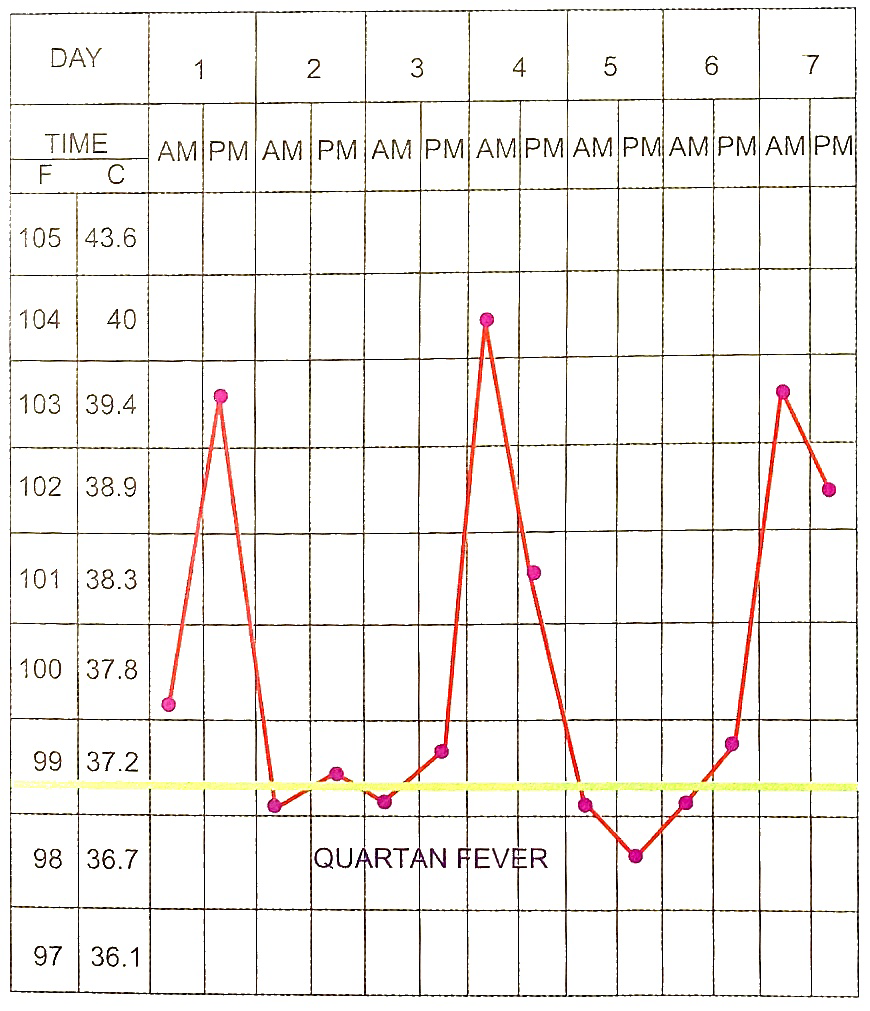 DAY 1 2 3 4 5 6 7
TIME AM PM AM PM AM PM AM PM AM PM AM PM AM PM
F C
105 43.6
104 40
103 39.4
102 38.9
101 38.3
100 37.8
99 37.2
98 36.7 QUARTAN FEVER
97 36.1